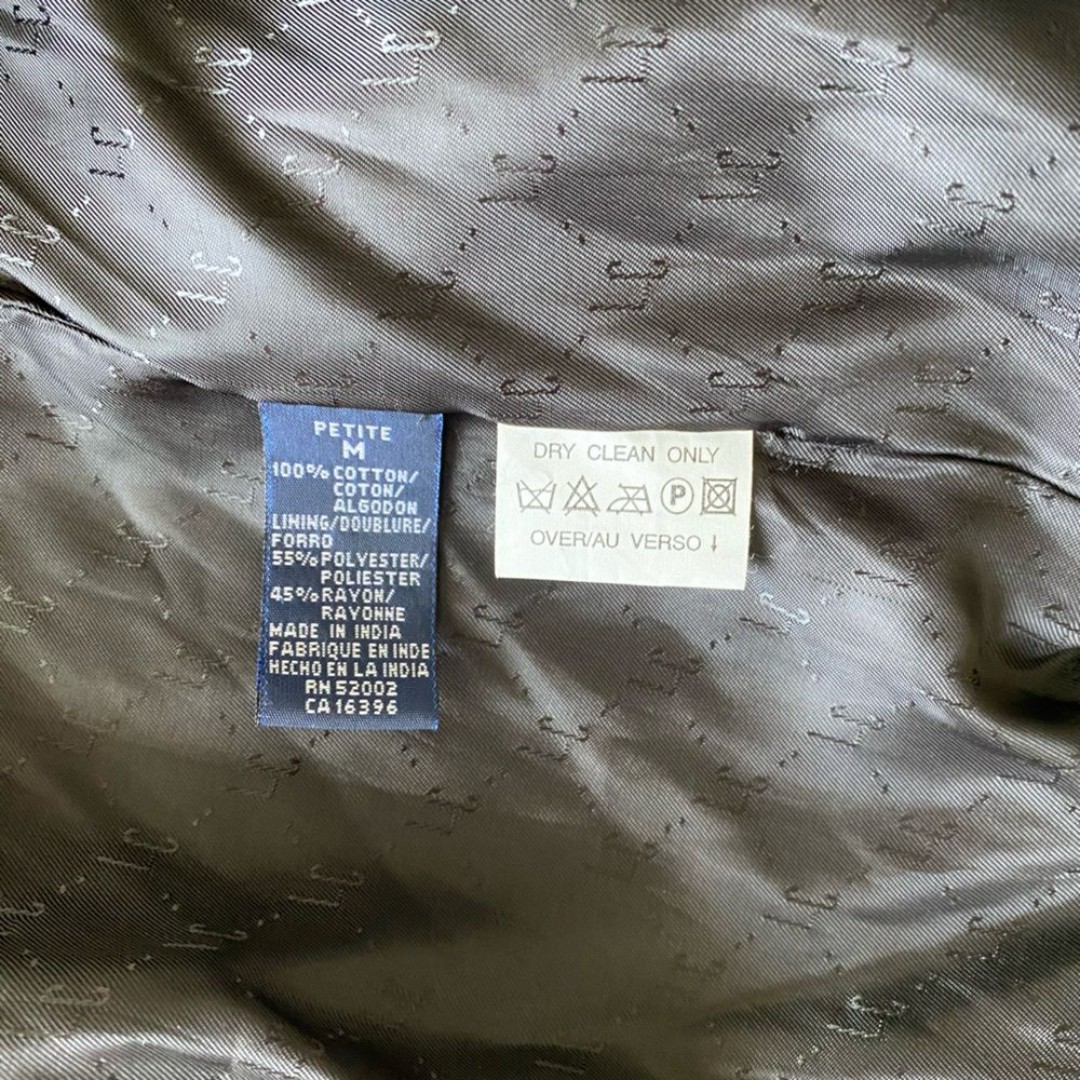 PETITE
M
100% COTTON/
COTON/
ALGODON
LINING/DOUBLURE/
FORRO
55% POLYESTER/
POLIESTER
45% RAYON/
RAYONNE
MADE IN INDIA
FABRIQUE EN INDE
HECHO EN LA INDIA
RN 52002
CA 16396
DRY CLEAN ONLY
P
OVER/AU VERSO ↓